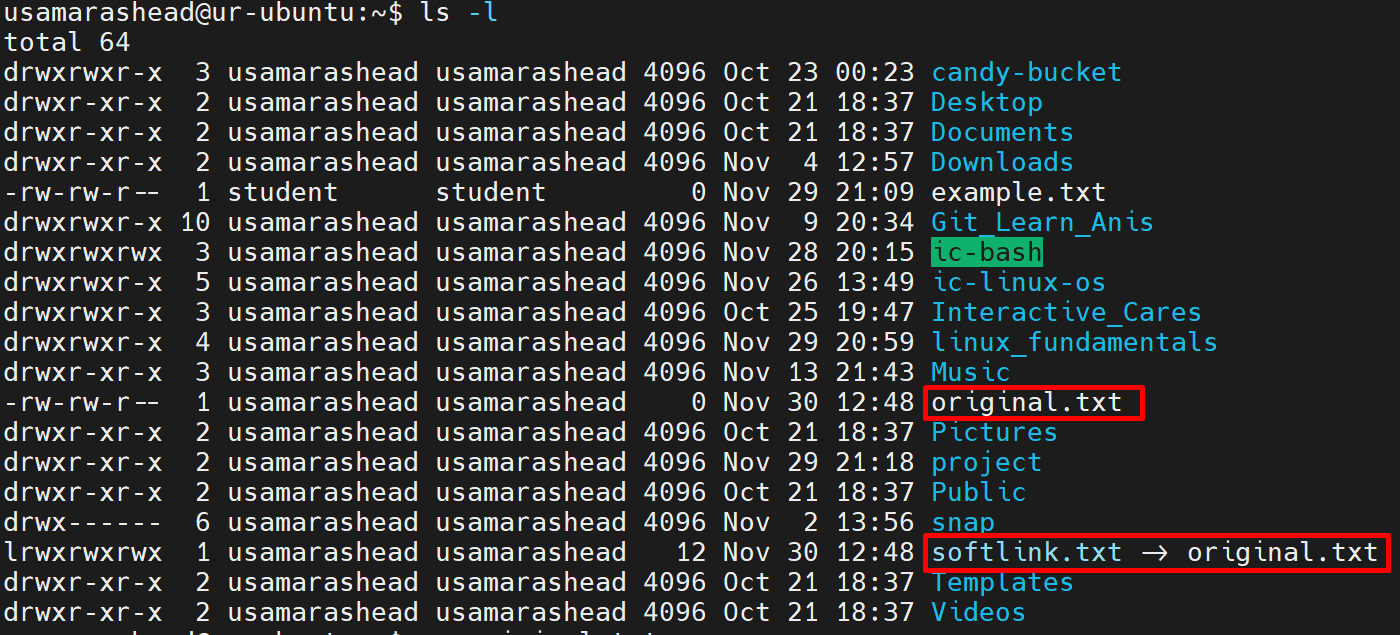 usamarashead@ur-ubuntu:~$ ls -l
total 64
drwxrwxr-x  3 usamarashead usamarashead 4096 Oct 23 00:23 candy-bucket
drwxr-xr-x  2 usamarashead usamarashead 4096 Oct 21 18:37 Desktop
drwxr-xr-x  2 usamarashead usamarashead 4096 Oct 21 18:37 Documents
drwxr-xr-x  2 usamarashead usamarashead 4096 Nov  4 12:57 Downloads
-rw-rw-r--  1 student      student         0 Nov 29 21:09 example.txt
drwxrwxr-x 10 usamarashead usamarashead 4096 Nov  9 20:34 Git_Learn_Anis
drwxrwxrwx  3 usamarashead usamarashead 4096 Nov 28 20:15 ic-bash
drwxrwxr-x  5 usamarashead usamarashead 4096 Nov 26 13:49 ic-linux-os
drwxrwxr-x  3 usamarashead usamarashead 4096 Oct 25 19:47 Interactive_Cares
drwxrwxr-x  4 usamarashead usamarashead 4096 Nov 29 20:59 linux_fundamentals
drwxr-xr-x  3 usamarashead usamarashead 4096 Nov 13 21:43 Music
-rw-rw-r--  1 usamarashead usamarashead    0 Nov 30 12:48 original.txt
drwxr-xr-x  2 usamarashead usamarashead 4096 Oct 21 18:37 Pictures
drwxr-xr-x  2 usamarashead usamarashead 4096 Nov 29 21:18 project
drwxr-xr-x  2 usamarashead usamarashead 4096 Oct 21 18:37 Public
drwx------  6 usamarashead usamarashead 4096 Nov  2 13:56 snap
lrwxrwxrwx  1 usamarashead usamarashead   12 Nov 30 12:48 softlink.txt -> original.txt
drwxr-xr-x  2 usamarashead usamarashead 4096 Oct 21 18:37 Templates
drwxr-xr-x  2 usamarashead usamarashead 4096 Oct 21 18:37 Videos